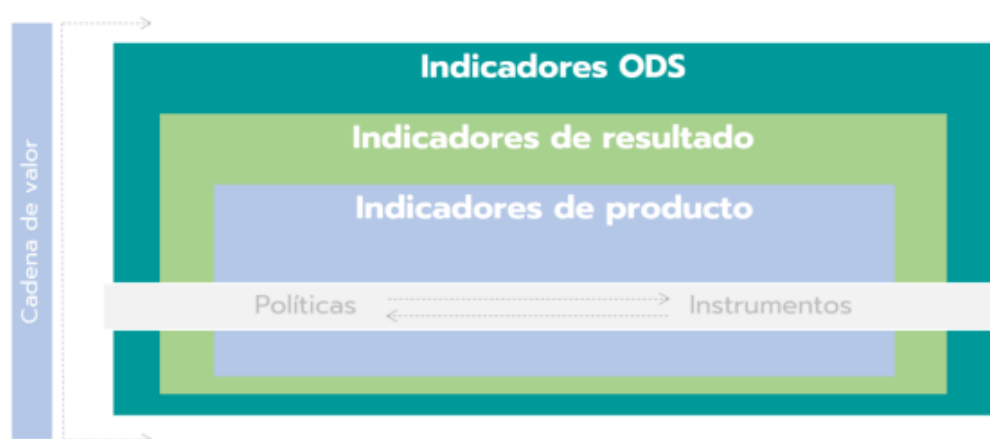 Cadena de valor
Indicadores ODS
Indicadores de resultado
Indicadores de producto
Políticas
Instrumentos